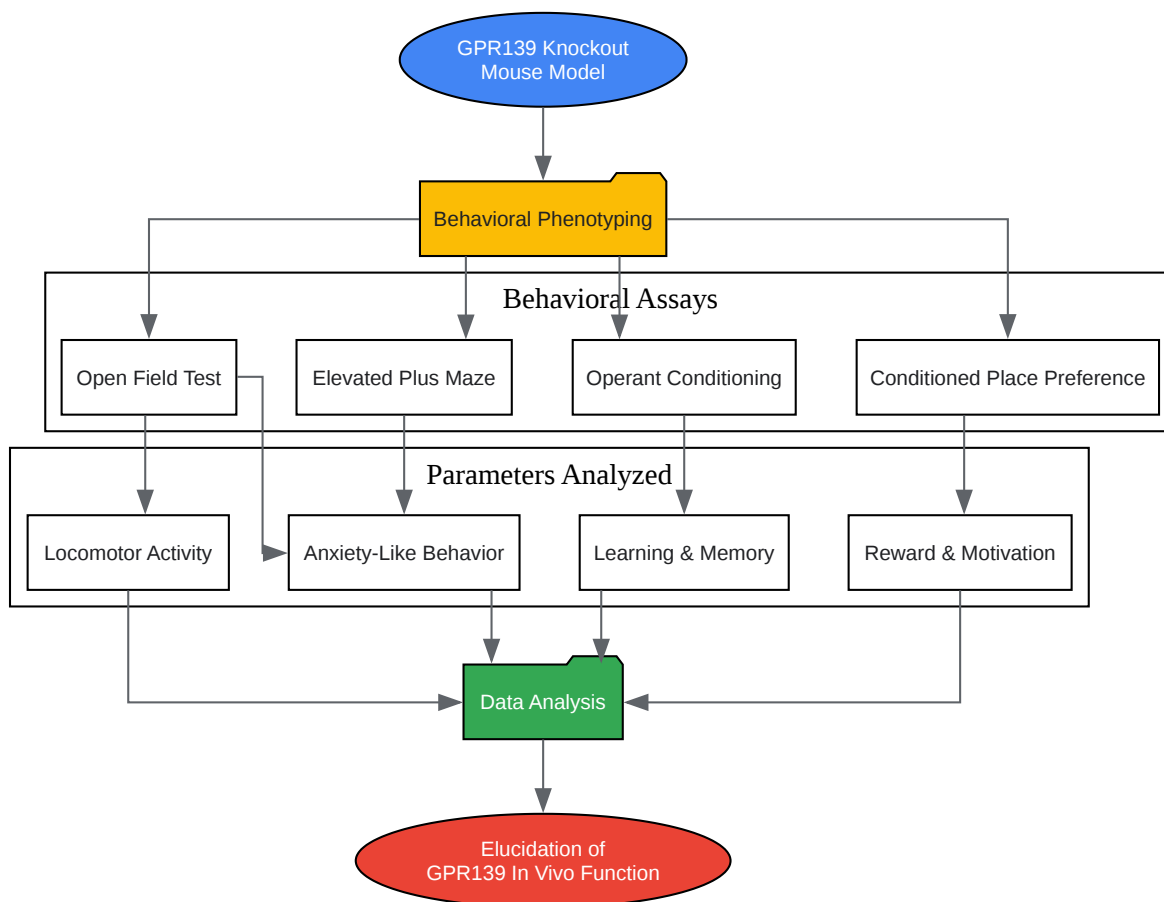 GPR139 Knockout
Mouse Model
Behavioral Phenotyping
Behavioral Assays
Open Field Test
Elevated Plus Maze
Operant Conditioning
Conditioned Place Preference
Parameters Analyzed
Locomotor Activity
Anxiety-Like Behavior
Learning & Memory
Reward & Motivation
Data Analysis
Elucidation of
GPR139 In Vivo Function